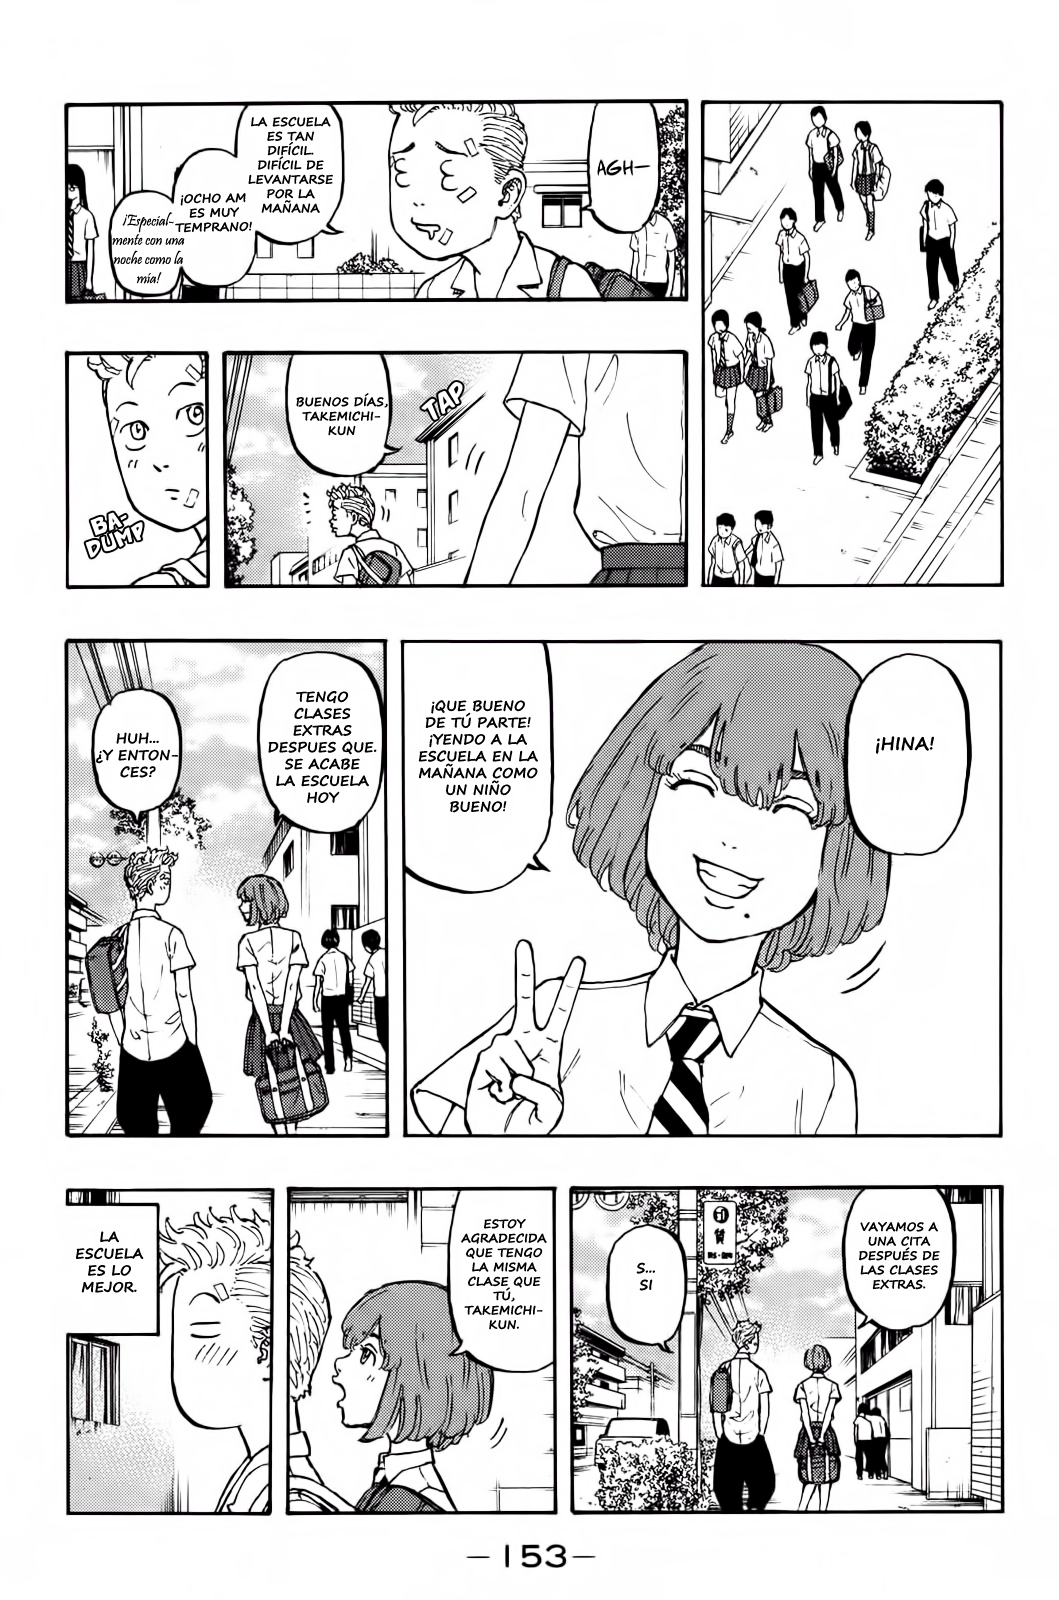 AGH—
LA ESCUELA
ES TAN
DIFÍCIL.
DIFÍCIL DE
LEVANTARSE
POR LA
MAÑANA
¡OCHO AM
ES MUY
TEMPRANO!
¡Especial-
mente con una
noche como la
mía!
TAP
BUENOS DÍAS,
TAKEMICHI-
KUN
BA-
DUMP
¡HINA!
¡QUE BUENO
DE TÚ PARTE!
¡YENDO A LA
ESCUELA EN LA
MAÑANA COMO
UN NIÑO
BUENO!
TENGO
CLASES
EXTRAS
DESPUES QUE.
SE ACABE
LA ESCUELA
HOY
HUH...
¿Y ENTON-
CES?
VAYAMOS A
UNA CITA
DESPUÉS DE
LAS CLASES
EXTRAS.
S...
SI
質
ESTOY
AGRADECIDA
QUE TENGO
LA MISMA
CLASE QUE
TÚ,
TAKEMICHI-
KUN.
LA
ESCUELA
ES LO
MEJOR.
—153—